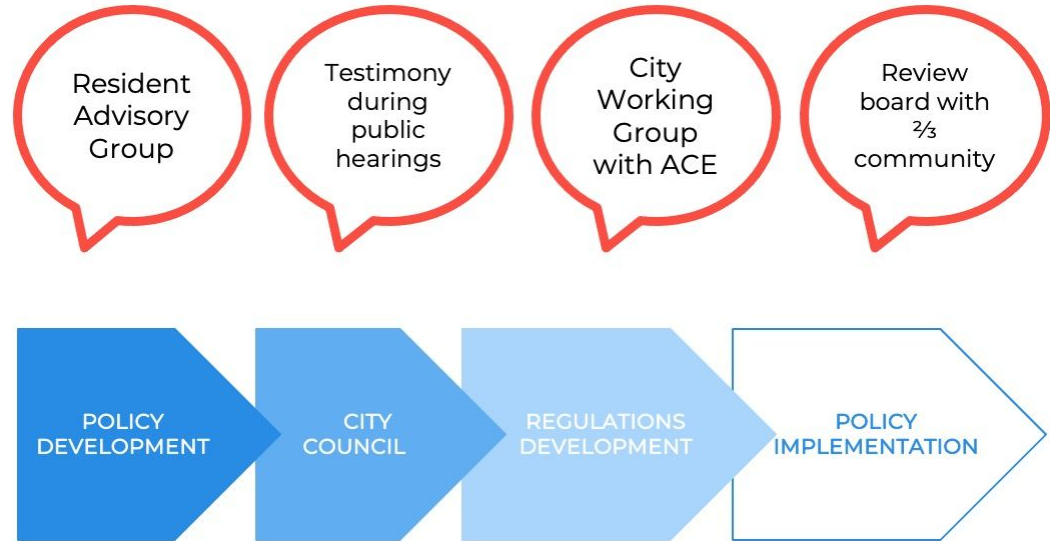 Resident
Advisory
Group
Testimony
during
public
hearings
City
Working
Group
with ACE
Review
board with
⅔
community
POLICY
DEVELOPMENT
CITY
COUNCIL
REGULATIONS
DEVELOPMENT
POLICY
IMPLEMENTATION